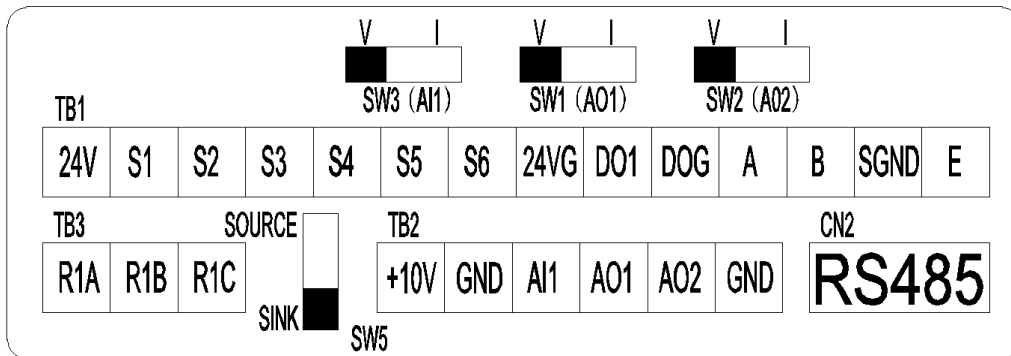 V I V I V I
SW3 (AI1) SW1 (AO1) SW2 (AO2)
TB1
24V S1 S2 S3 S4 S5 S6 24VG DO1 DOG A B SGND E
TB3 SOURCE TB2 CN2
R1A R1B R1C +10V GND AI1 AO1 AO2 GND RS485
SINK SW5